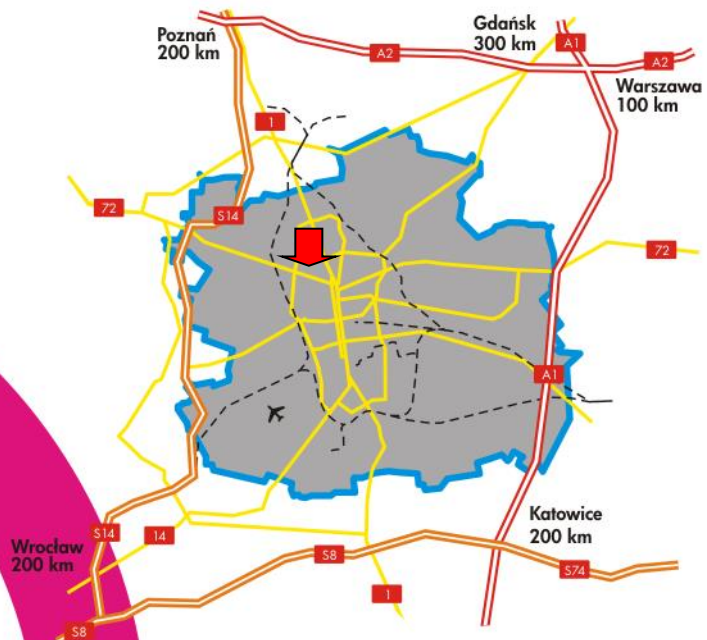 Poznań
200 km
Gdańsk
300 km
A1
A2
A2
Warszawa
100 km
1
72
S14
72
A1
Katowice
200 km
S14
14
Wrocław
200 km
S8
S74
1
S8